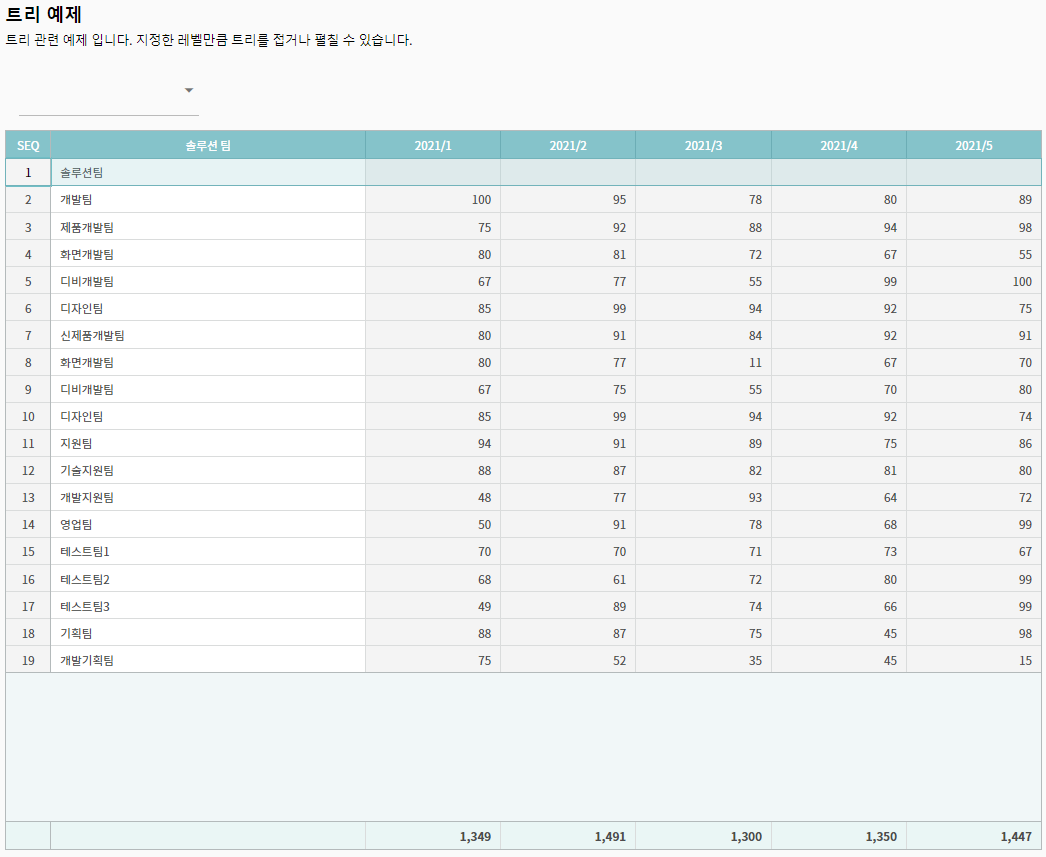 트리 예제
트리 관련 예제 입니다. 지정한 레벨만큼 트리를 접거나 펼칠 수 있습니다.
SEQ 솔루션 팀 2021/1 2021/2 2021/3 2021/4 2021/5
1 솔루션팀
2 개발팀 100 95 78 80 89
3 제품개발팀 75 92 88 94 98
4 화면개발팀 80 81 72 67 55
5 디비개발팀 67 77 55 99 100
6 디자인팀 85 99 94 92 75
7 신제품개발팀 80 91 84 92 91
8 화면개발팀 80 77 11 67 70
9 디비개발팀 67 75 55 70 80
10 디자인팀 85 99 94 92 74
11 지원팀 94 91 89 75 86
12 기술지원팀 88 87 82 81 80
13 개발지원팀 48 77 93 64 72
14 영업팀 50 91 78 68 99
15 테스트팀1 70 70 71 73 67
16 테스트팀2 68 61 72 80 99
17 테스트팀3 49 89 74 66 99
18 기획팀 88 87 75 45 98
19 개발기획팀 75 52 35 45 15
1,349 1,491 1,300 1,350 1,447